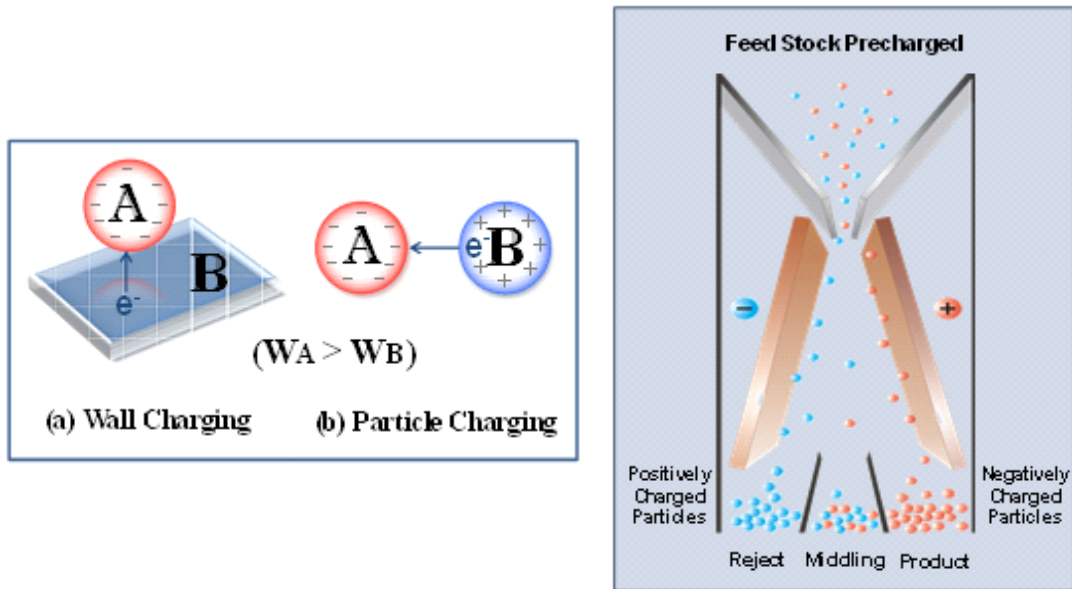 A
B
e-
- - - - - - - -
(WA > WB)
(a) Wall Charging
A
e-
B
+ + + + + + + +
(b) Particle Charging
Feed Stock Precharged
−
+
Positively
Charged
Particles
Negatively
Charged
Particles
Reject Middling Product